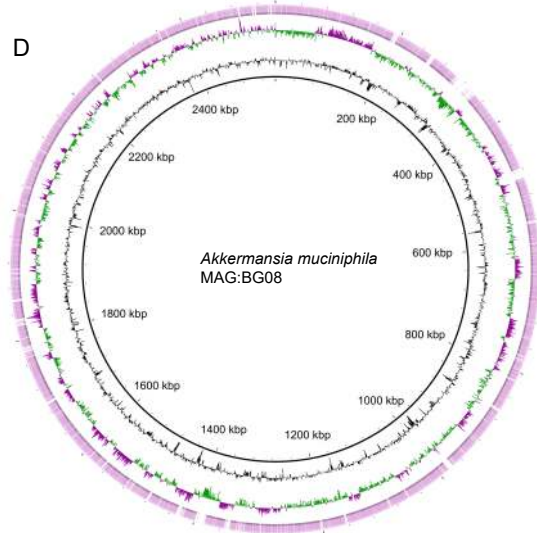 D
2400 kbp
200 kbp
2200 kbp
400 kbp
2000 kbp
600 kbp
Akkermansia muciniphila
MAG:BG08
1800 kbp
800 kbp
1600 kbp
1000 kbp
1400 kbp
1200 kbp